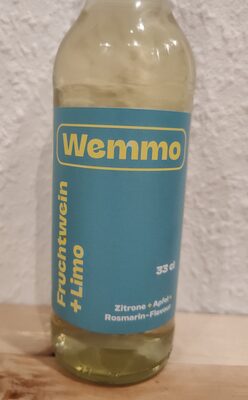 Wemmo
Fruchtwein
+ Limo
33 cl
Zitrone + Apfel +
Rosmarin-Flavour